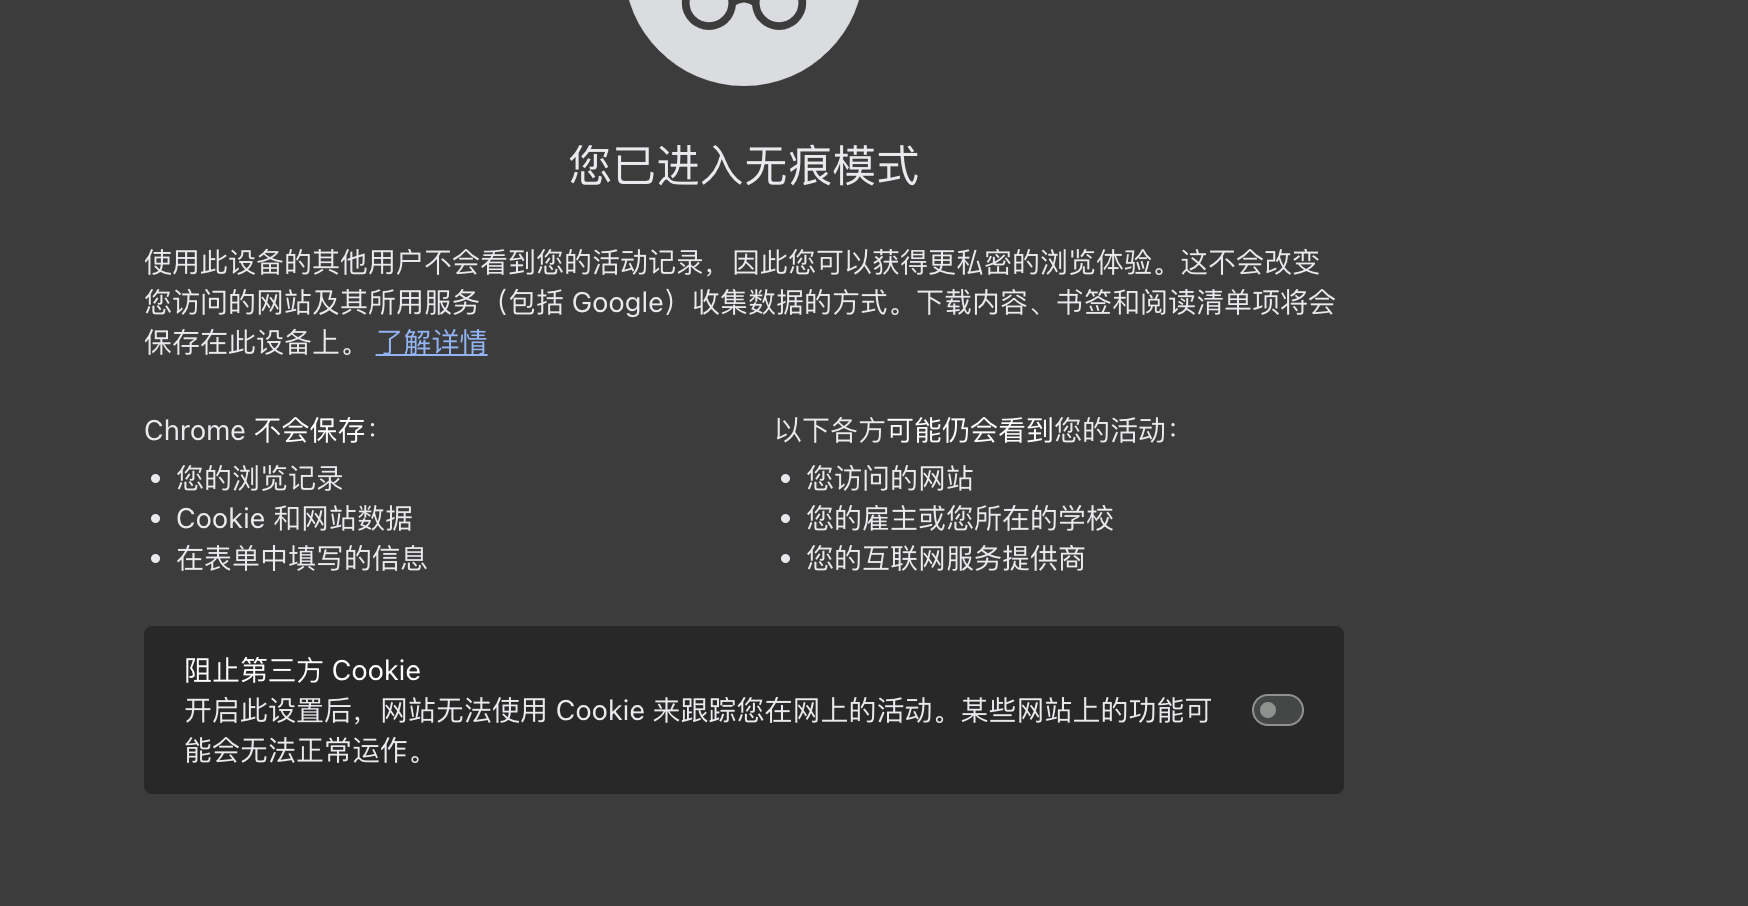 您已进入无痕模式
使用此设备的其他用户不会看到您的活动记录，因此您可以获得更私密的浏览体验。这不会改变
您访问的网站及其所用服务（包括 Google）收集数据的方式。下载内容、书签和阅读清单项将会
保存在此设备上。 了解详情
Chrome 不会保存：
您的浏览记录
Cookie 和网站数据
在表单中填写的信息
以下各方可能仍会看到您的活动：
您访问的网站
您的雇主或您所在的学校
您的互联网服务提供商
阻止第三方 Cookie
开启此设置后，网站无法使用 Cookie 来跟踪您在网上的活动。某些网站上的功能可
能会无法正常运作。